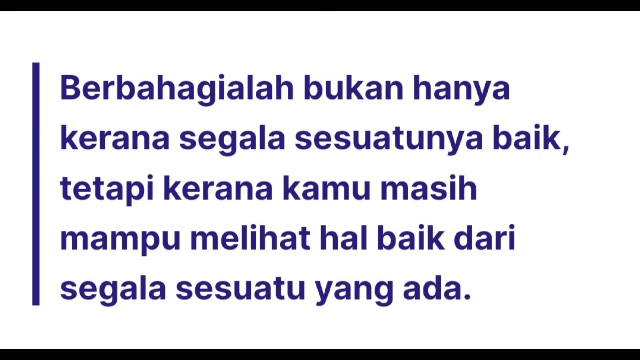 Berbahagialah bukan hanya
kerana segala sesuatunya baik,
tetapi kerana kamu masih
mampu melihat hal baik dari
segala sesuatu yang ada.